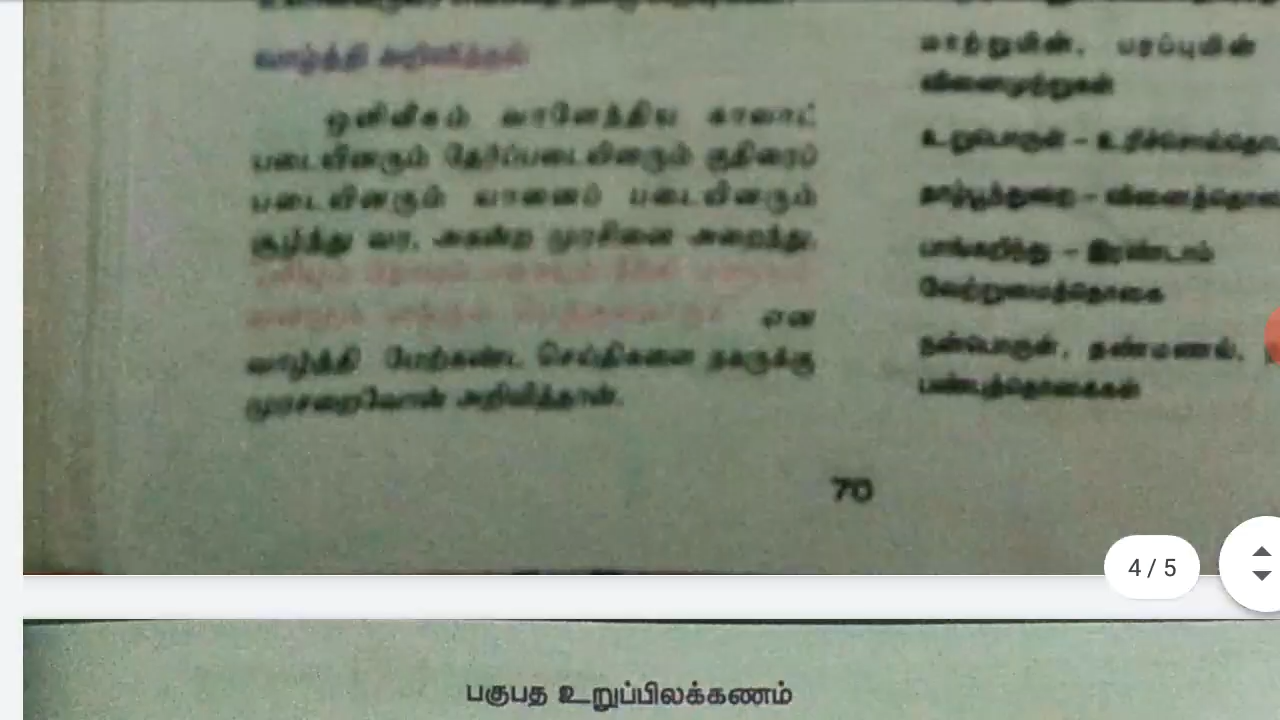 வாழ்த்தி அறிவித்தல்
ஒளிவீசும் வாளேந்திய காலாட்
படையினரும் தேர்ப்படையினரும் குதிரைப்
படையினரும் யானைப் படையினரும்
சூழ்ந்து வர, அகன்ற முரசினை அறைந்து,
என
வாழ்த்தி மேற்கண்ட செய்திகளை நகருக்கு
முரசறைவோன் அறிவித்தான்.
மாற்றுமின், பரப்புமின்
வினைமுற்றுகள்
உறுபொருள் –
தாழ்பூந்துறை –
பாங்கறிந்து – இரண்டாம்
வேற்றுமைத்தொகை
நன்பொருள், தண்மணல்,
பண்புத்தொகைகள்
70
4 / 5
பகுபத உறுப்பிலக்கணம்